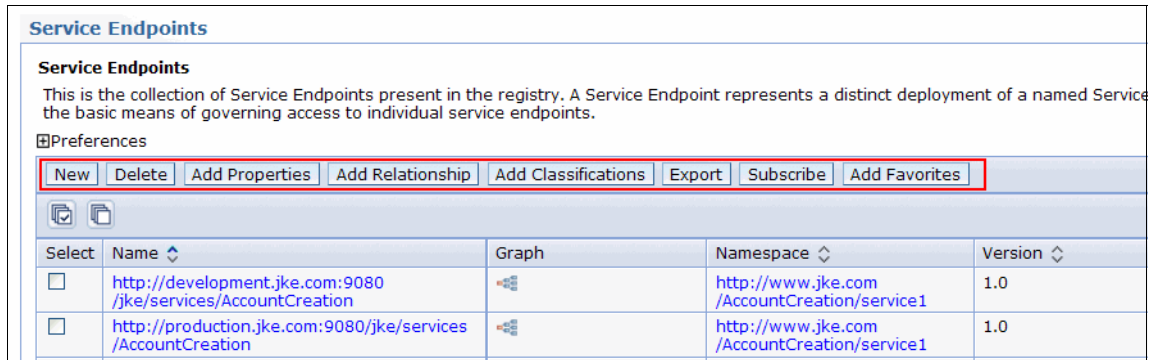 Service Endpoints
Service Endpoints
This is the collection of Service Endpoints present in the registry. A Service Endpoint represents a distinct deployment of a named Service
the basic means of governing access to individual service endpoints.
Preferences
New Delete Add Properties Add Relationship Add Classifications Export Subscribe Add Favorites
Select Name Graph Namespace Version
http://development.jke.com:9080 http://www.jke.com 1.0
/jke/services/AccountCreation /AccountCreation/service1
http://production.jke.com:9080/jke/services http://www.jke.com 1.0
/AccountCreation /AccountCreation/service1